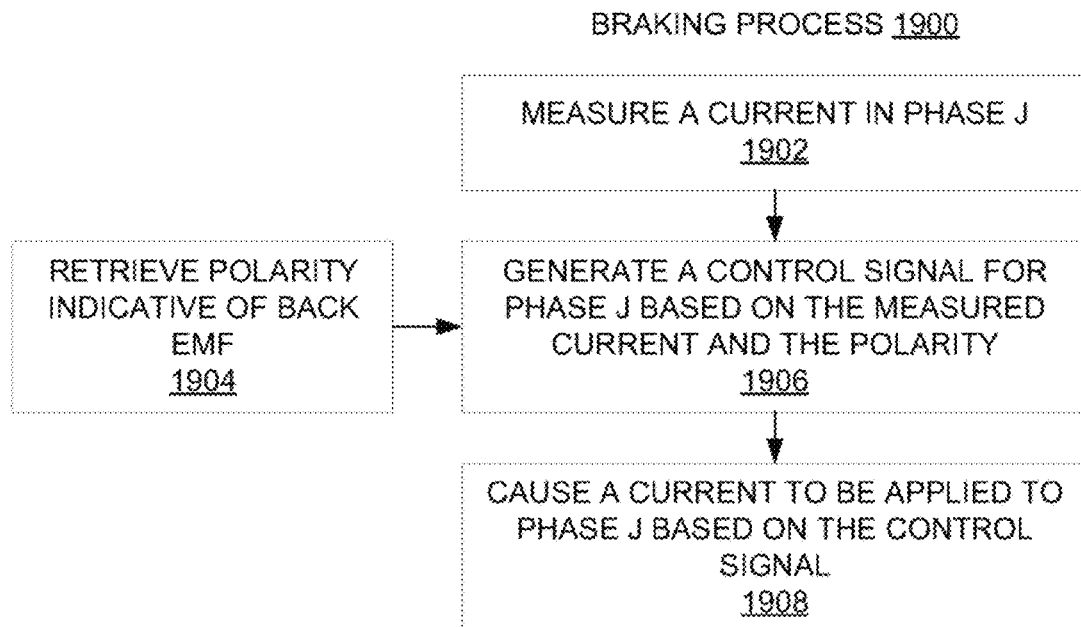 BRAKING PROCESS 1900
MEASURE A CURRENT IN PHASE J
1902
RETRIEVE POLARITY
INDICATIVE OF BACK
EMF
1904
GENERATE A CONTROL SIGNAL FOR
PHASE J BASED ON THE MEASURED
CURRENT AND THE POLARITY
1906
CAUSE A CURRENT TO BE APPLIED TO
PHASE J BASED ON THE CONTROL
SIGNAL
1908